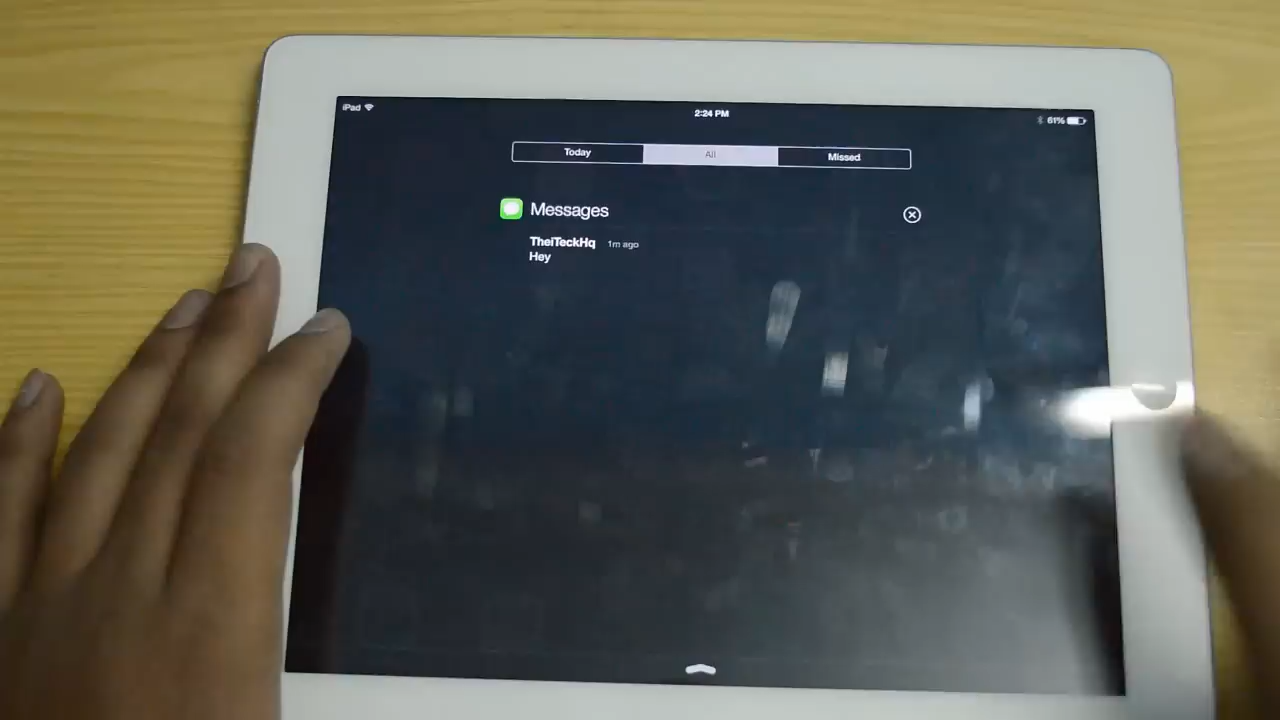 iPad
2:24 PM
61%
Today All Missed
Messages
TheiTeckHq 1m ago
Hey